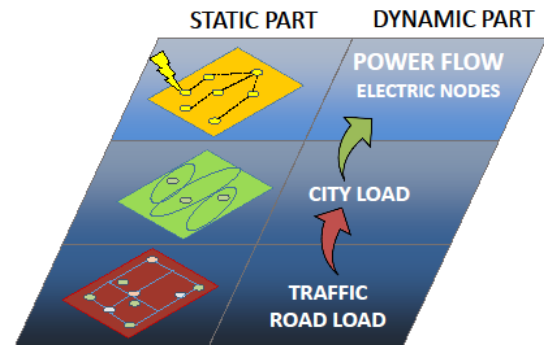 STATIC PART
DYNAMIC PART
POWER FLOW
ELECTRIC NODES
CITY LOAD
TRAFFIC
ROAD LOAD